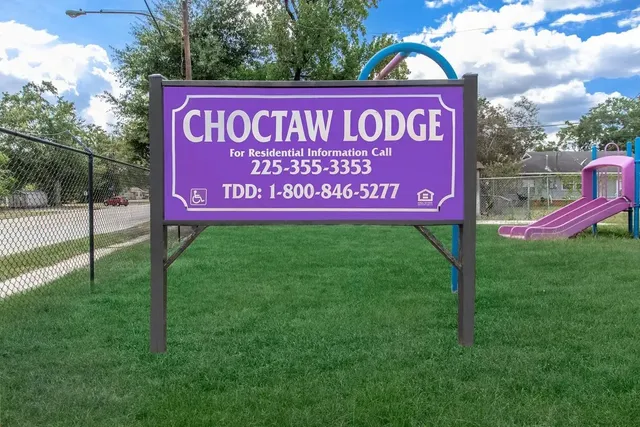 CHOCTAW LODGE
For Residential Information Call
225-355-3353
TDD: 1-800-846-5277